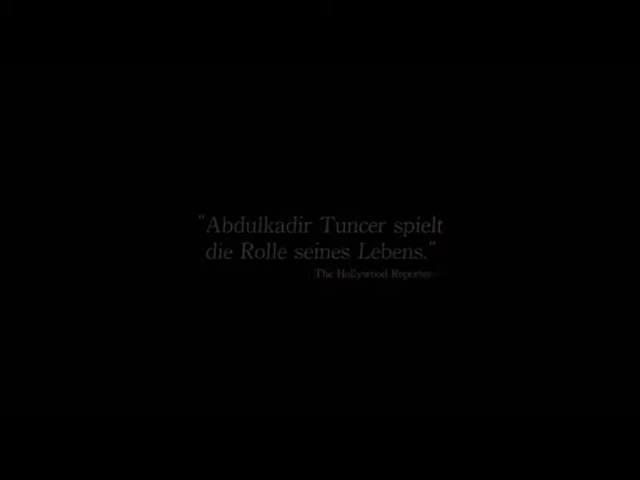 "Abdulkadir Tuncer spielt
die Rolle seines Lebens."
- The Hollywood Reporter -